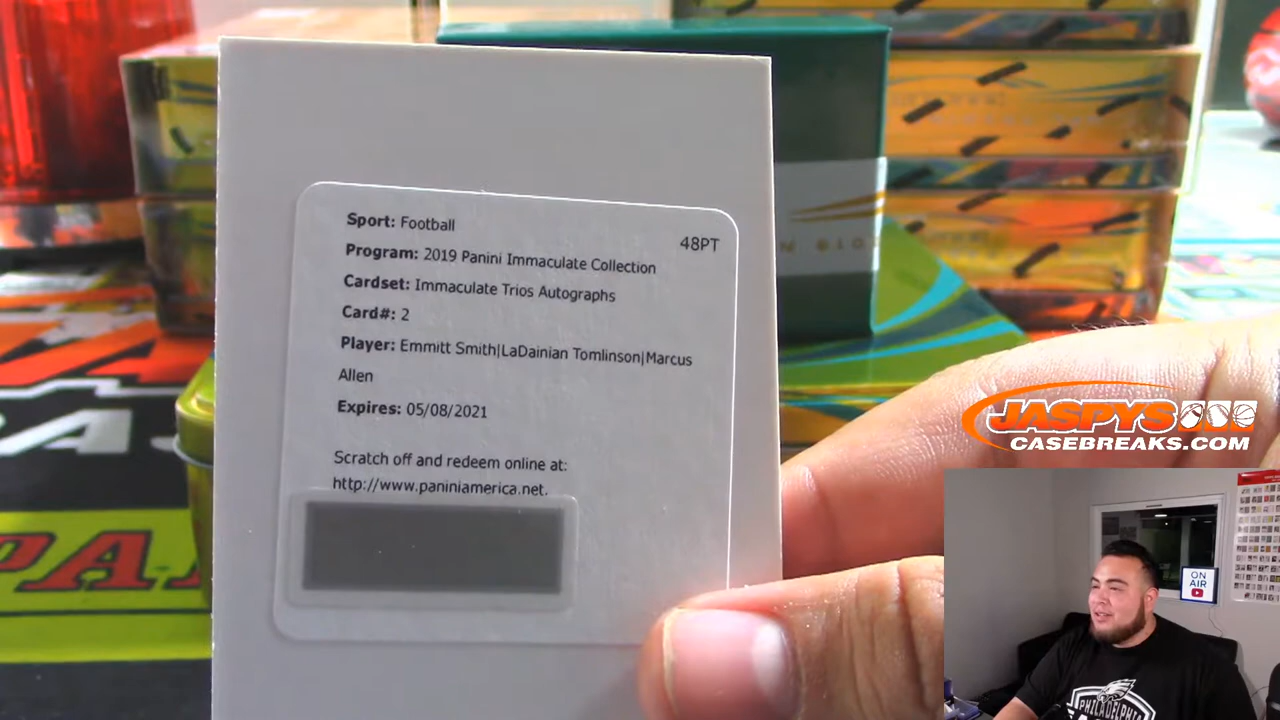 Sport: Football
48PT
Program: 2019 Panini Immaculate Collection
Cardset: Immaculate Trios Autographs
Card#: 2
Player: Emmitt Smith|LaDainian Tomlinson|Marcus
Allen
Expires: 05/08/2021
Scratch off and redeem online at:
http://www.paniniamerica.net.
JASPYS
CASEBREAKS.COM
ON
AIR
PHILADELPHIA